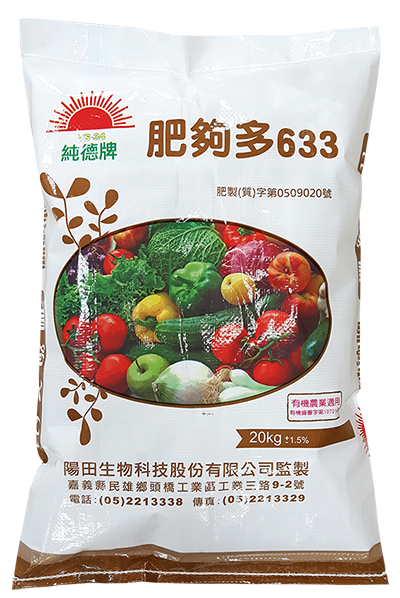 純德牌
肥夠多633
肥製(質)字第0509020號
有機農業適用
20kg ±1.5%
陽田生物科技股份有限公司監製
嘉義縣民雄鄉頭橋工業區工業三路9-2號
電話:(05)2213338 傳真:(05)2213329